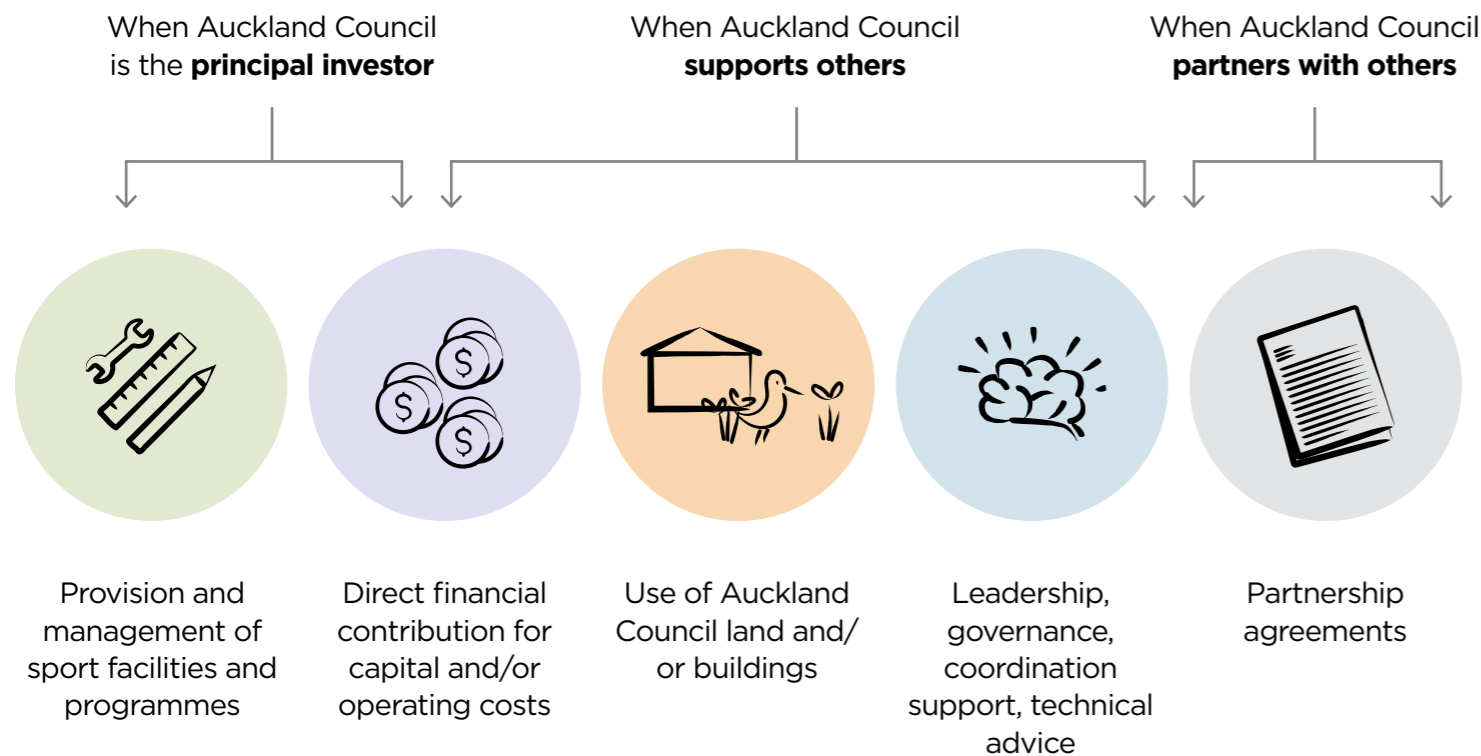 When Auckland Council
is the principal investor
When Auckland Council
supports others
When Auckland Council
partners with others
$
$
$
Provision and
management of
sport facilities and
programmes
Direct financial
contribution for
capital and/or
operating costs
Use of Auckland
Council land and/
or buildings
Leadership,
governance,
coordination
support, technical
advice
Partnership
agreements